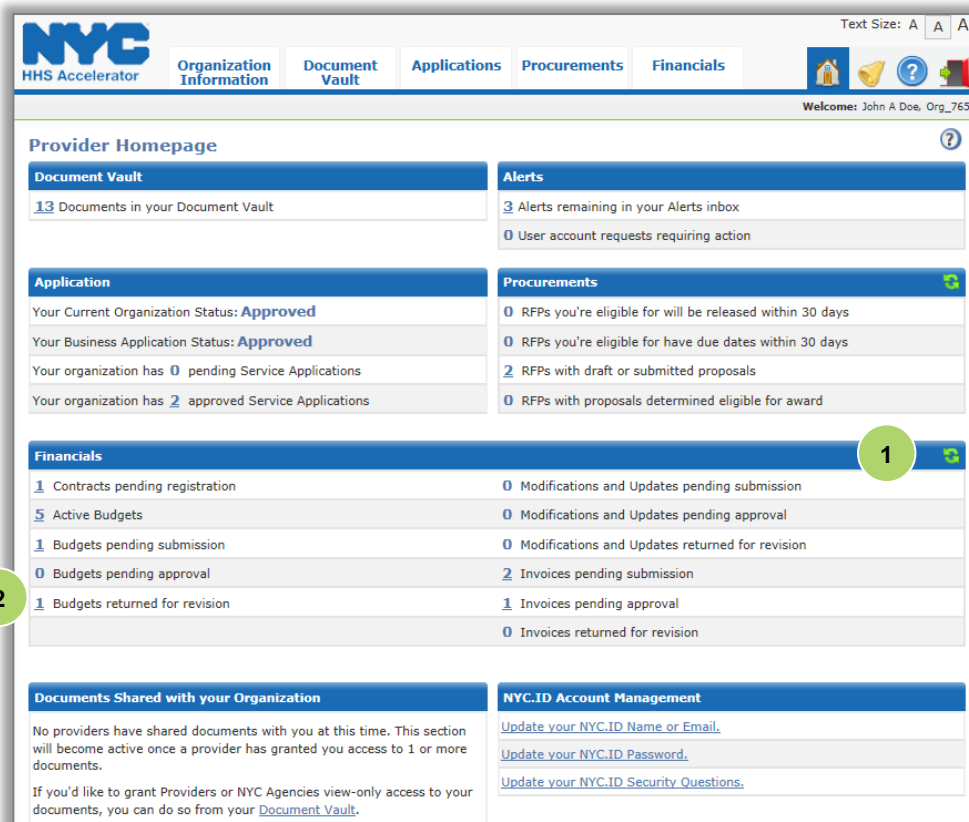 Text Size: A A A
NYC
HHS Accelerator
Organization Information
Document Vault
Applications
Procurements
Financials
Welcome: John A Doe, Org_765
Provider Homepage
Document Vault
13 Documents in your Document Vault
Alerts
3 Alerts remaining in your Alerts inbox
0 User account requests requiring action
Application
Your Current Organization Status: Approved
Your Business Application Status: Approved
Your organization has 0 pending Service Applications
Your organization has 2 approved Service Applications
Procurements
0 RFPs you're eligible for will be released within 30 days
0 RFPs you're eligible for have due dates within 30 days
2 RFPs with draft or submitted proposals
0 RFPs with proposals determined eligible for award
Financials
1
1 Contracts pending registration
5 Active Budgets
1 Budgets pending submission
0 Budgets pending approval
2
1 Budgets returned for revision
0 Modifications and Updates pending submission
0 Modifications and Updates pending approval
0 Modifications and Updates returned for revision
2 Invoices pending submission
1 Invoices pending approval
0 Invoices returned for revision
Documents Shared with your Organization
No providers have shared documents with you at this time. This section
will become active once a provider has granted you access to 1 or more
documents.
If you'd like to grant Providers or NYC Agencies view-only access to your
documents, you can do so from your Document Vault.
NYC.ID Account Management
Update your NYC.ID Name or Email.
Update your NYC.ID Password.
Update your NYC.ID Security Questions.